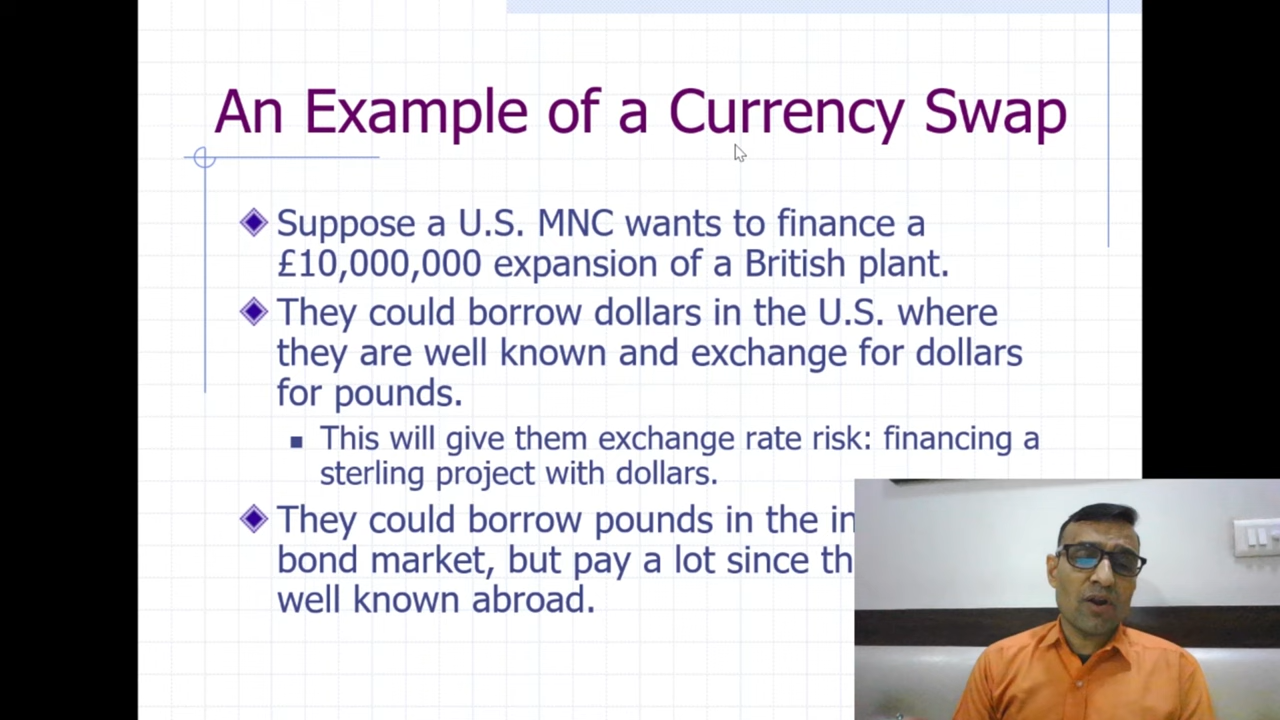 An Example of a Currency Swap
Suppose a U.S. MNC wants to finance a
£10,000,000 expansion of a British plant.
They could borrow dollars in the U.S. where
they are well known and exchange for dollars
for pounds.
This will give them exchange rate risk: financing a
sterling project with dollars.
They could borrow pounds in the
bond market, but pay a lot since
well known abroad.